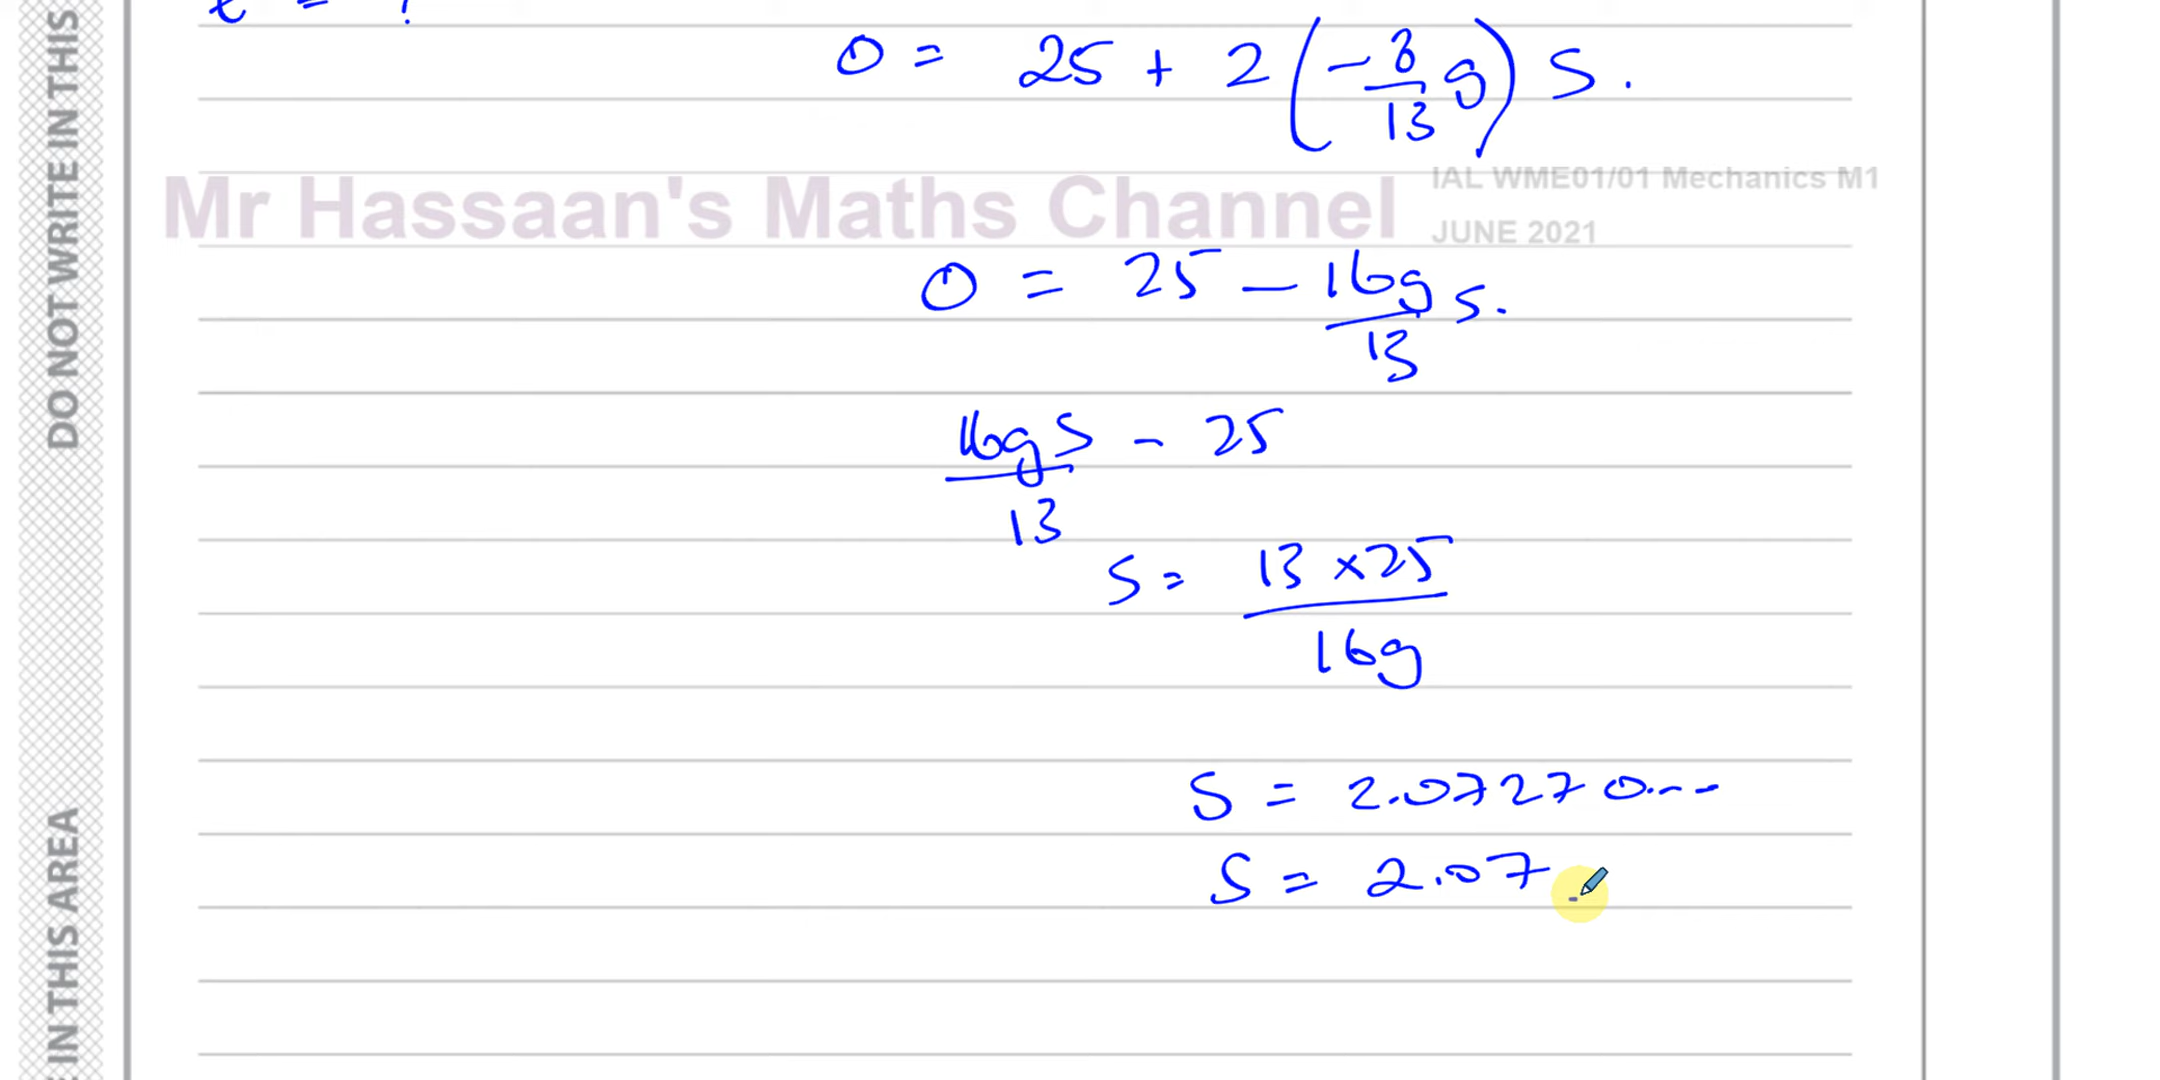 t = ?
0 = 25 + 2(-8/13 g) s.
Mr Hassaan's Maths Channel
IAL WME01/01 Mechanics M1
JUNE 2021
0 = 25 - 16g/13 s.
16gs/13 = 25
s = 13 × 25/16g
s = 2.07270...
s = 2.07
DO NOT WRITE IN THIS
IN THIS AREA